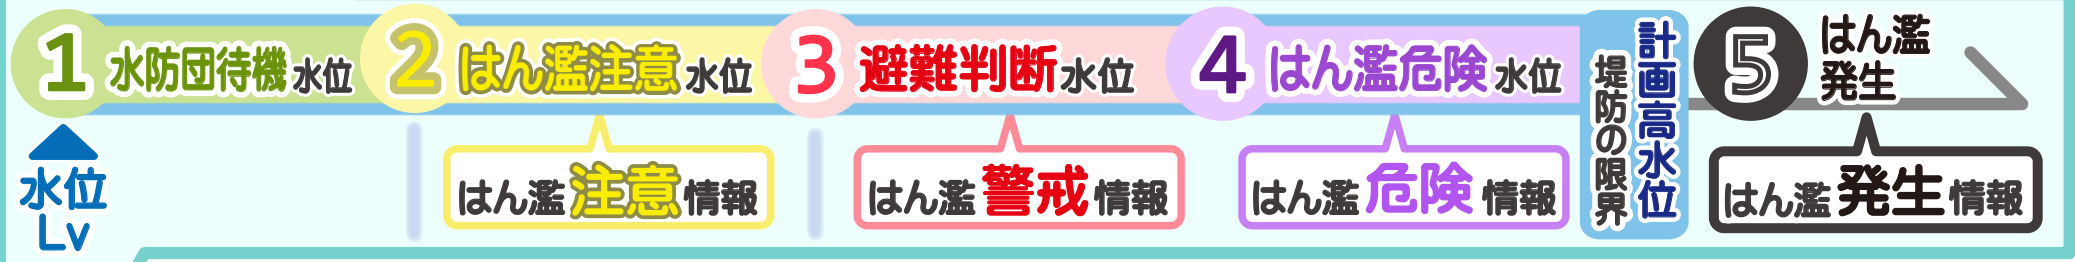 1 水防団待機水位
2 はん濫注意水位
3 避難判断水位
4 はん濫危険水位
計画高水位
堤防の限界
5 はん濫
発生
水位
Lv
はん濫注意情報
はん濫警戒情報
はん濫危険情報
はん濫発生情報